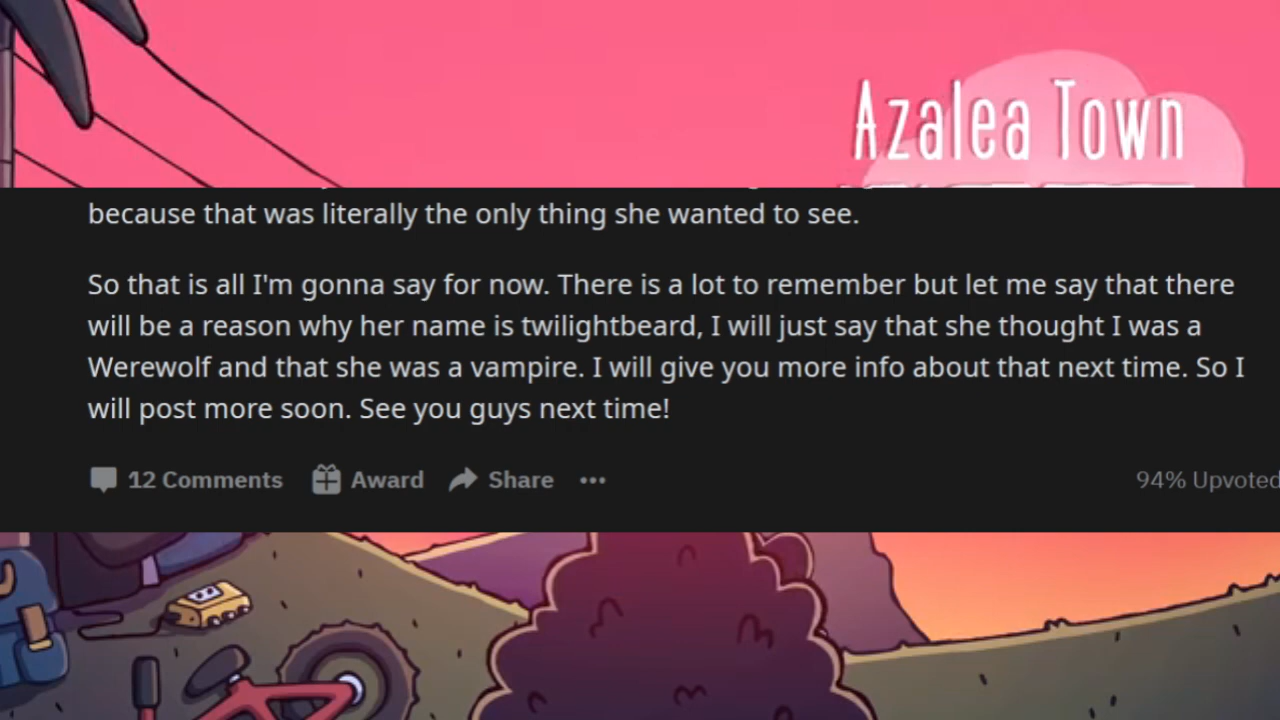 Azalea Town
because that was literally the only thing she wanted to see.
So that is all I'm gonna say for now. There is a lot to remember but let me say that there
will be a reason why her name is twilightbeard, I will just say that she thought I was a
Werewolf and that she was a vampire. I will give you more info about that next time. So I
will post more soon. See you guys next time!
12 Comments Award Share ••• 94% Upvoted